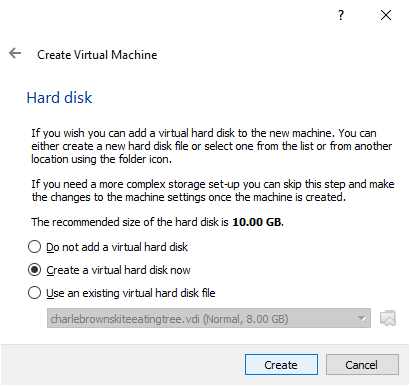 ?
Create Virtual Machine
Hard disk
If you wish you can add a virtual hard disk to the new machine. You can
either create a new hard disk file or select one from the list or from another
location using the folder icon.
If you need a more complex storage set-up you can skip this step and make
the changes to the machine settings once the machine is created.
The recommended size of the hard disk is 10.00 GB.
Do not add a virtual hard disk
Create a virtual hard disk now
Use an existing virtual hard disk file
charlebrownskiteeatingtree.vdi (Normal, 8.00 GB)
Create
Cancel